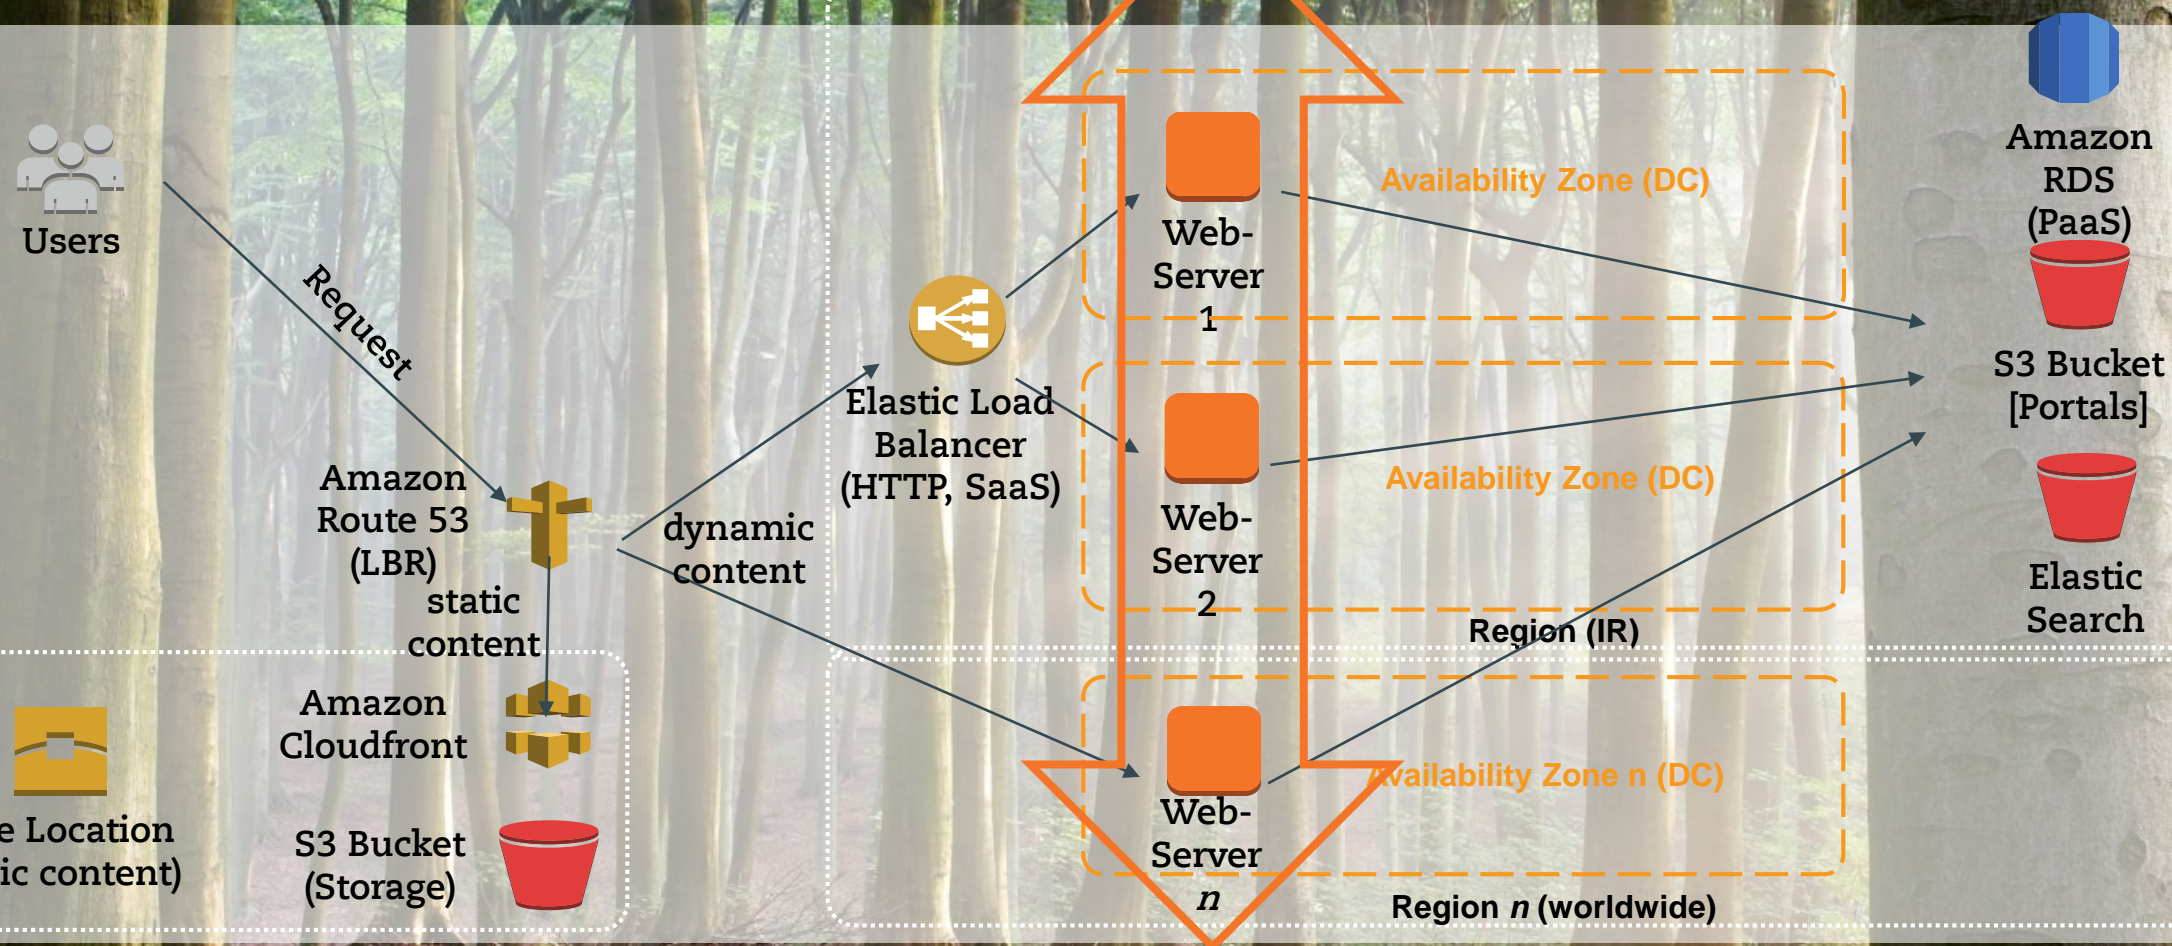 Users
Request
Amazon
Route 53
(LBR)
static
content
dynamic
content
Amazon
Cloudfront
S3 Bucket
(Storage)
e Location
ic content)
Elastic Load
Balancer
(HTTP, SaaS)
Web-
Server
1
Availability Zone (DC)
Web-
Server
2
Availability Zone (DC)
Region (IR)
Web-
Server
n
Availability Zone n (DC)
Region n (worldwide)
Amazon
RDS
(PaaS)
S3 Bucket
[Portals]
Elastic
Search